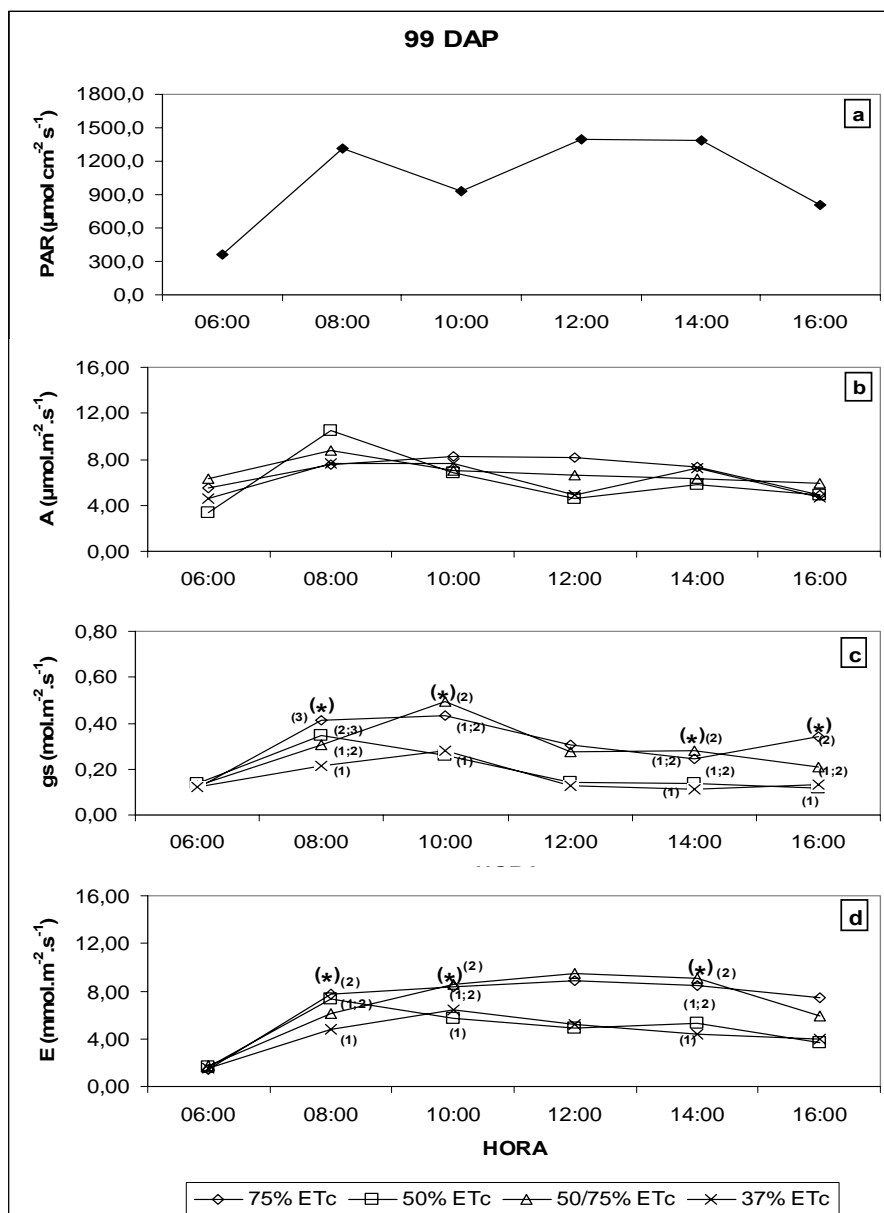 99 DAP
a
PAR (µmol cm⁻² s⁻¹)
1800,0
1500,0
1200,0
900,0
600,0
300,0
0,0
06:00 08:00 10:00 12:00 14:00 16:00
b
A (µmol.m⁻².s⁻¹)
16,00
12,00
8,00
4,00
0,00
06:00 08:00 10:00 12:00 14:00 16:00
c
gs (mol.m⁻².s⁻¹)
0,80
0,60
0,40
0,20
0,00
(3) (*) (2;3) (1;2) (1)
(*) (2) (1;2) (1)
(*) (2) (1;2) (1;2) (1)
(*) (2) (1;2) (1)
06:00 08:00 10:00 12:00 14:00 16:00
d
E (mmol.m⁻².s⁻¹)
16,00
12,00
8,00
4,00
0,00
(*) (2) (1;2) (1)
(*) (2) (1;2) (1)
(*) (2) (1;2) (1)
06:00 08:00 10:00 12:00 14:00 16:00
HORA
75% ETc 50% ETc 50/75% ETc 37% ETc